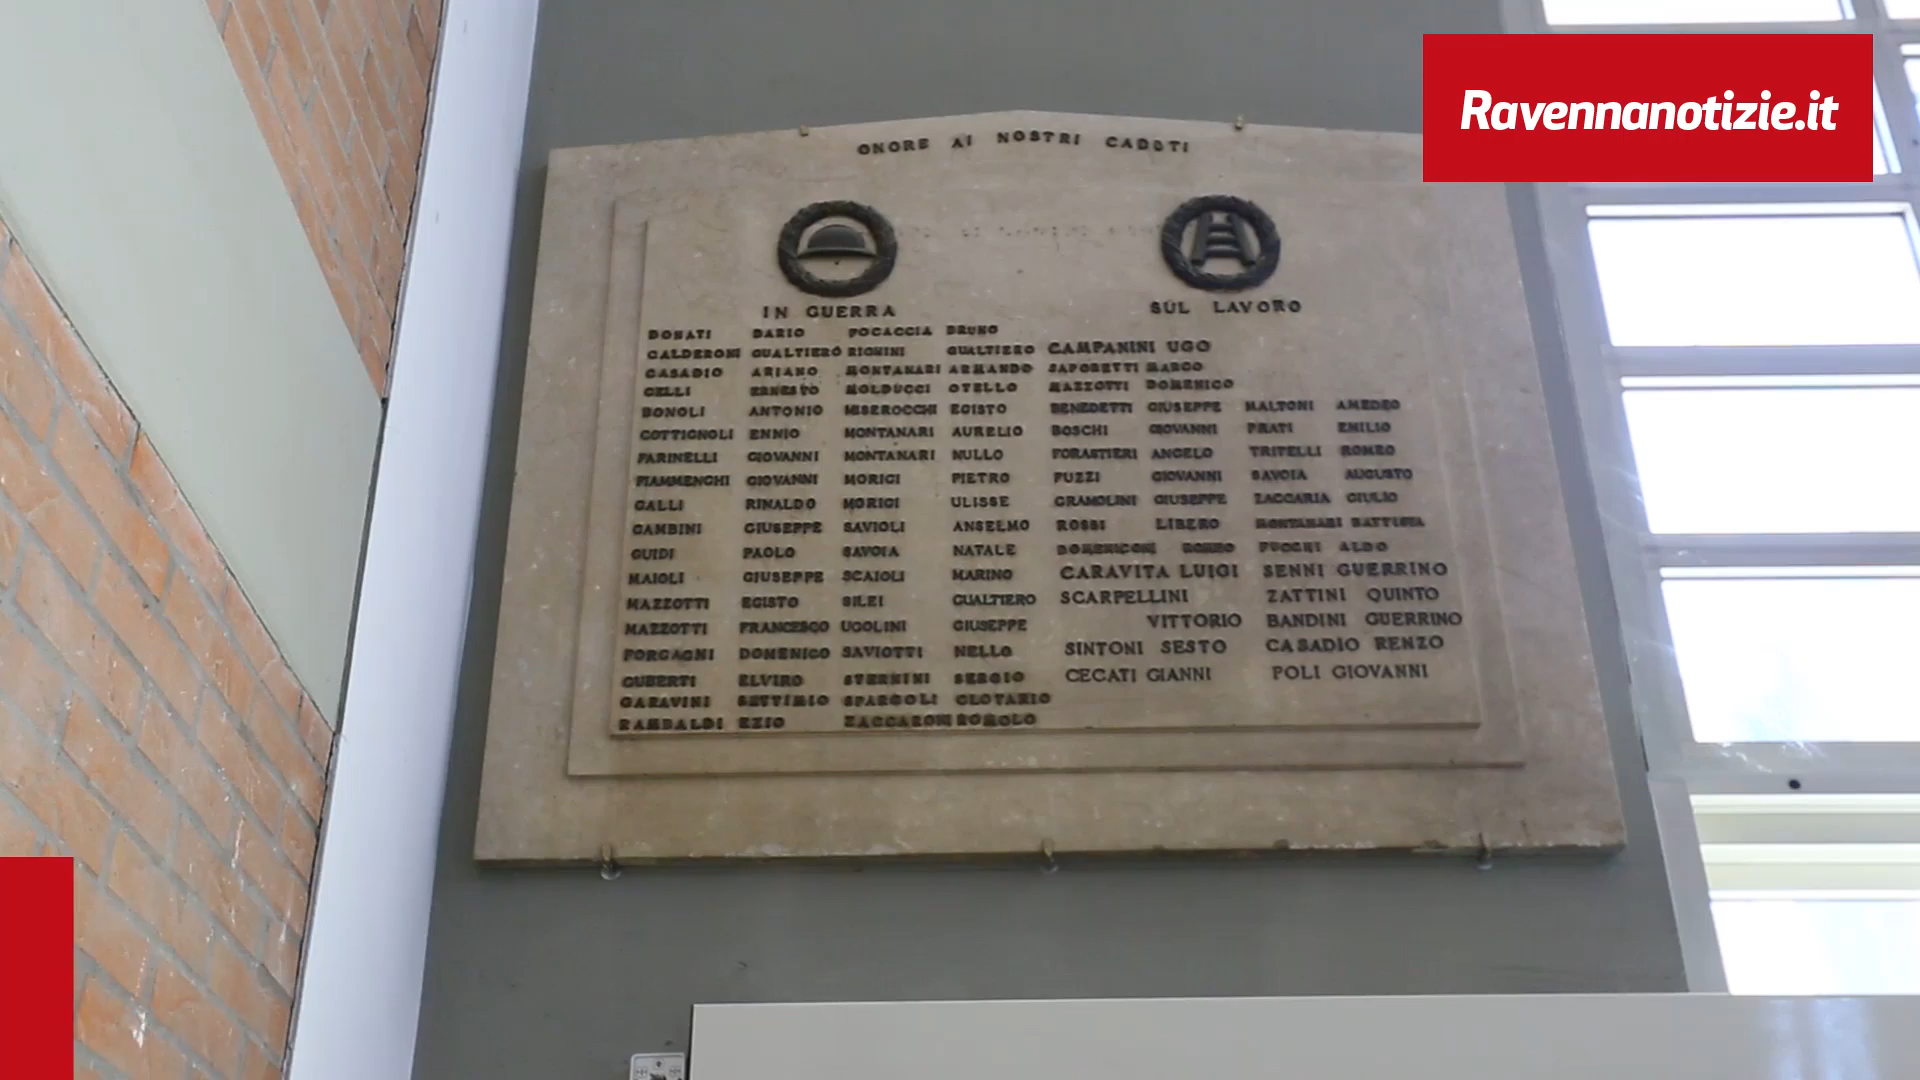 Ravennanotizie.it
ONORE AI NOSTRI CADUTI
IN GUERRA
DONATI DARIO FOCACCIA BRUNO
CALDERONI GUALTIERO RIGHINI GUALTIERO
CASADIO ARIANO MONTANARI ARMANDO
CELLI ERNESTO MOLDUCCI OTELLO
BONOLI ANTONIO MISEROCCHI EGISTO
COTTIGNOLI ENNIO MONTANARI AURELIO
FARINELLI GIOVANNI MONTANARI NULLO
FIAMMENGHI GIOVANNI MORIGI PIETRO
GALLI RINALDO MORIGI ULISSE
GAMBINI GIUSEPPE SAVIOLI ANSELMO
GUIDI PAOLO SAVOIA NATALE
MAIOLI GIUSEPPE SCAIOLI MARINO
MAZZOTTI EGISTO SILEI GUALTIERO
MAZZOTTI FRANCESCO UGOLINI GIUSEPPE
PORCAGNI DOMENICO SAVIOTTI NELLO
GUBERTI ELVIRO STERNINI SERGIO
GARAVINI SETTIMIO SPARGOLI CLOTARIO
RAMBALDI EZIO ZACCARONI ROMOLO
SUL LAVORO
CAMPANINI UGO
SAPORETTI MARCO
MAZZOTTI DOMENICO
BENEDETTI GIUSEPPE MALTONI AMEDEO
BOSCHI GIOVANNI PRATI EMILIO
FORASTIERI ANGELO TRITELLI ROMEO
FUZZI GIOVANNI SAVOIA AUGUSTO
GRAMOLINI GIUSEPPE ZACCARIA GIULIO
ROSSI LIBERO MONTANARI BATTISTA
DOMENICONI ROMEO FUSCHI ALDO
CARAVITA LUIGI SENNI GUERRINO
SCARPELLINI ZATTINI QUINTO
VITTORIO BANDINI GUERRINO
SINTONI SESTO CASADIO RENZO
CECATI GIANNI POLI GIOVANNI